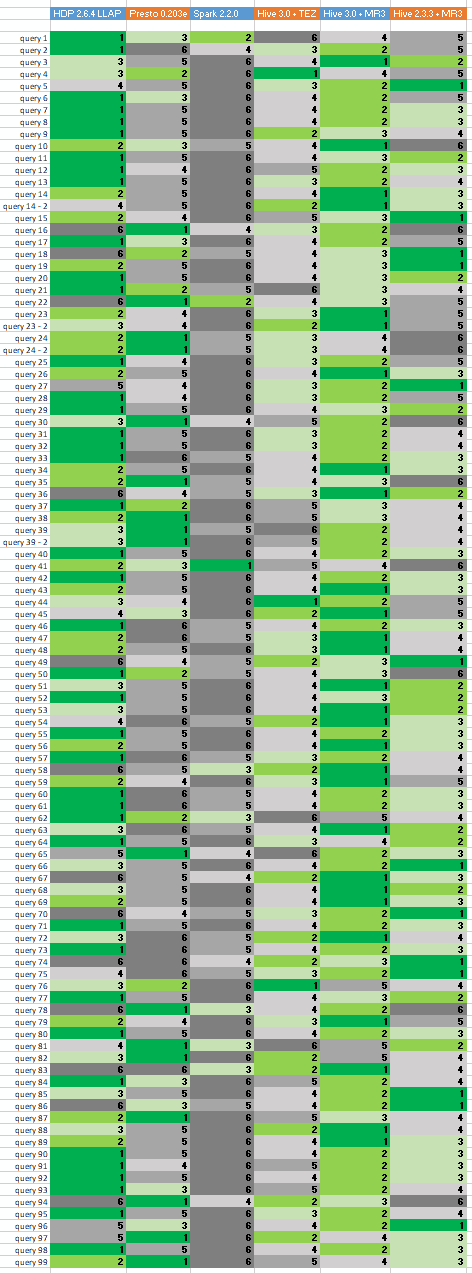 HDP 2.6.4 LLAP Presto 0.203e Spark 2.2.0 Hive 3.0 + TEZ Hive 3.0 + MR3 Hive 2.3.3 + MR3
query 1 1 3 2 6 4 5
query 2 1 6 4 3 2 5
query 3 3 5 6 4 1 2
query 4 3 2 6 1 4 5
query 5 4 5 6 3 2 1
query 6 1 3 6 4 2 5
query 7 1 5 6 4 2 3
query 8 1 5 6 4 2 3
query 9 1 5 6 2 3 4
query 10 2 3 5 4 1 6
query 11 1 5 6 4 3 2
query 12 1 4 6 5 2 3
query 13 1 5 6 3 2 4
query 14 2 5 6 4 1 3
query 14 - 2 4 5 6 2 1 3
query 15 2 4 6 5 3 1
query 16 6 1 4 3 2 5
query 17 1 3 6 4 2 5
query 18 6 2 5 4 3 1
query 19 2 5 6 4 3 1
query 20 1 5 6 4 3 2
query 21 1 2 5 6 3 4
query 22 6 1 2 4 3 5
query 23 2 4 6 3 1 5
query 23 - 2 3 4 6 2 1 5
query 24 2 1 5 3 4 6
query 24 - 2 2 1 5 3 4 6
query 25 1 4 6 3 2 5
query 26 2 5 6 3 1 4
query 27 5 4 6 3 2 1
query 28 1 4 6 3 2 5
query 29 1 5 6 4 3 2
query 30 3 1 4 5 2 6
query 31 1 5 6 3 2 4
query 32 1 5 6 3 2 4
query 33 1 6 5 4 2 3
query 34 2 5 6 4 1 3
query 35 2 1 5 4 3 6
query 36 6 4 5 3 1 2
query 37 1 2 6 5 3 4
query 38 2 1 6 5 3 4
query 39 3 1 5 6 2 4
query 39 - 2 3 1 6 5 2 4
query 40 1 5 6 4 2 3
query 41 2 3 1 5 4 6
query 42 1 5 6 4 2 3
query 43 2 5 6 4 1 3
query 44 3 4 6 1 2 5
query 45 4 3 6 2 1 5
query 46 1 6 5 4 2 3
query 47 2 6 5 3 1 4
query 48 2 6 5 3 1 4
query 49 6 4 5 2 3 1
query 50 1 2 5 4 3 6
query 51 3 5 6 4 1 2
query 52 1 5 6 4 3 2
query 53 3 5 6 4 1 2
query 54 4 6 5 2 1 3
query 55 1 5 6 4 2 3
query 56 2 5 6 4 1 3
query 57 1 6 5 3 2 4
query 58 6 5 3 2 1 4
query 59 2 4 6 3 1 5
query 60 1 6 5 4 2 3
query 61 1 6 5 4 2 3
query 62 1 2 3 6 5 4
query 63 3 6 5 4 1 2
query 64 1 5 6 3 4 2
query 65 5 1 4 6 2 3
query 66 1 5 6 4 2 3
query 67 6 5 4 2 1 3
query 68 3 5 6 4 1 2
query 69 2 5 6 4 1 3
query 70 6 4 5 3 2 1
query 71 1 5 6 4 2 3
query 72 3 6 5 2 1 4
query 73 1 6 5 4 2 3
query 74 6 6 4 2 3 1
query 75 4 6 5 3 2 1
query 76 3 2 6 1 5 4
query 77 1 5 6 4 3 2
query 78 6 1 3 4 2 6
query 79 2 4 6 3 1 5
query 80 1 5 6 4 2 3
query 81 4 1 3 6 5 2
query 82 3 1 6 2 5 4
query 83 6 6 3 2 4
query 84 1 3 6 5 2 4
query 85 3 5 6 4 2 1
query 86 6 3 5 4 2 1
query 87 2 1 6 5 3 4
query 88 3 5 6 2 1 4
query 89 2 5 6 4 1 3
query 90 1 5 6 4 2 3
query 91 1 4 6 5 2 3
query 92 1 5 6 4 2 3
query 93 1 3 6 5 2 4
query 94 6 1 4 2 3 6
query 95 1 5 6 4 2 3
query 96 5 3 6 4 2 1
query 97 5 1 6 2 3 4
query 98 1 5 6 4 2 3
query 99 2 1 6 5 4 3